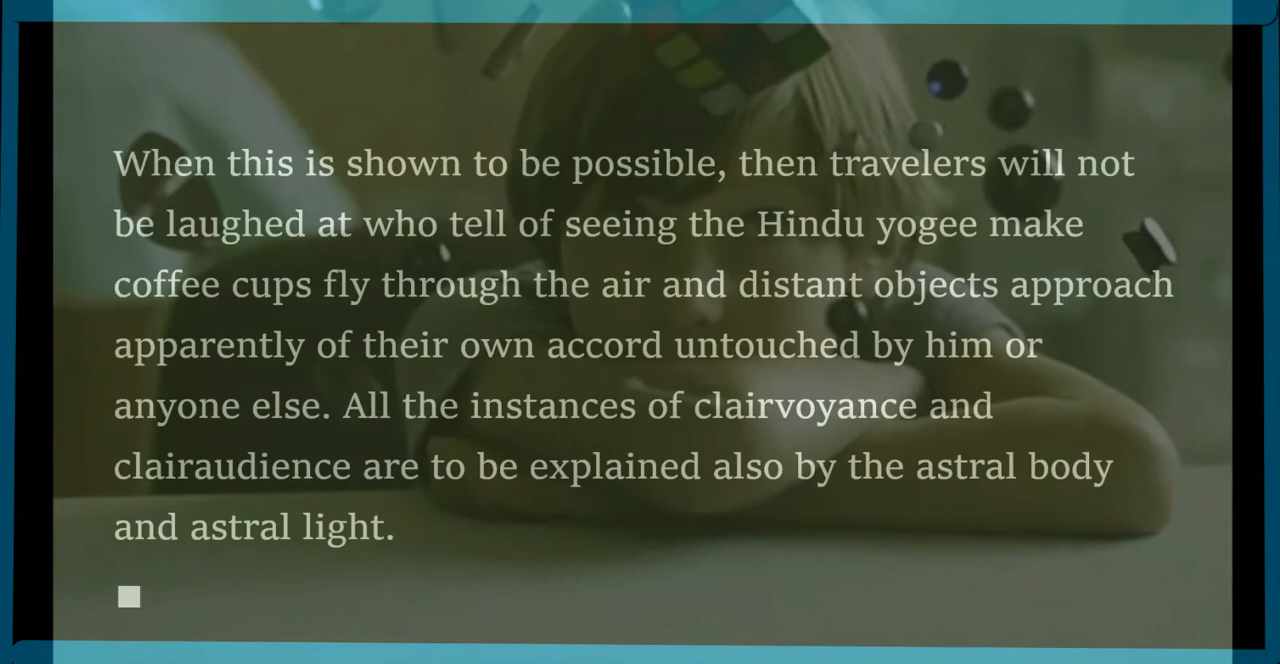 When this is shown to be possible, then travelers will not
be laughed at who tell of seeing the Hindu yogee make
coffee cups fly through the air and distant objects approach
apparently of their own accord untouched by him or
anyone else. All the instances of clairvoyance and
clairaudience are to be explained also by the astral body
and astral light.